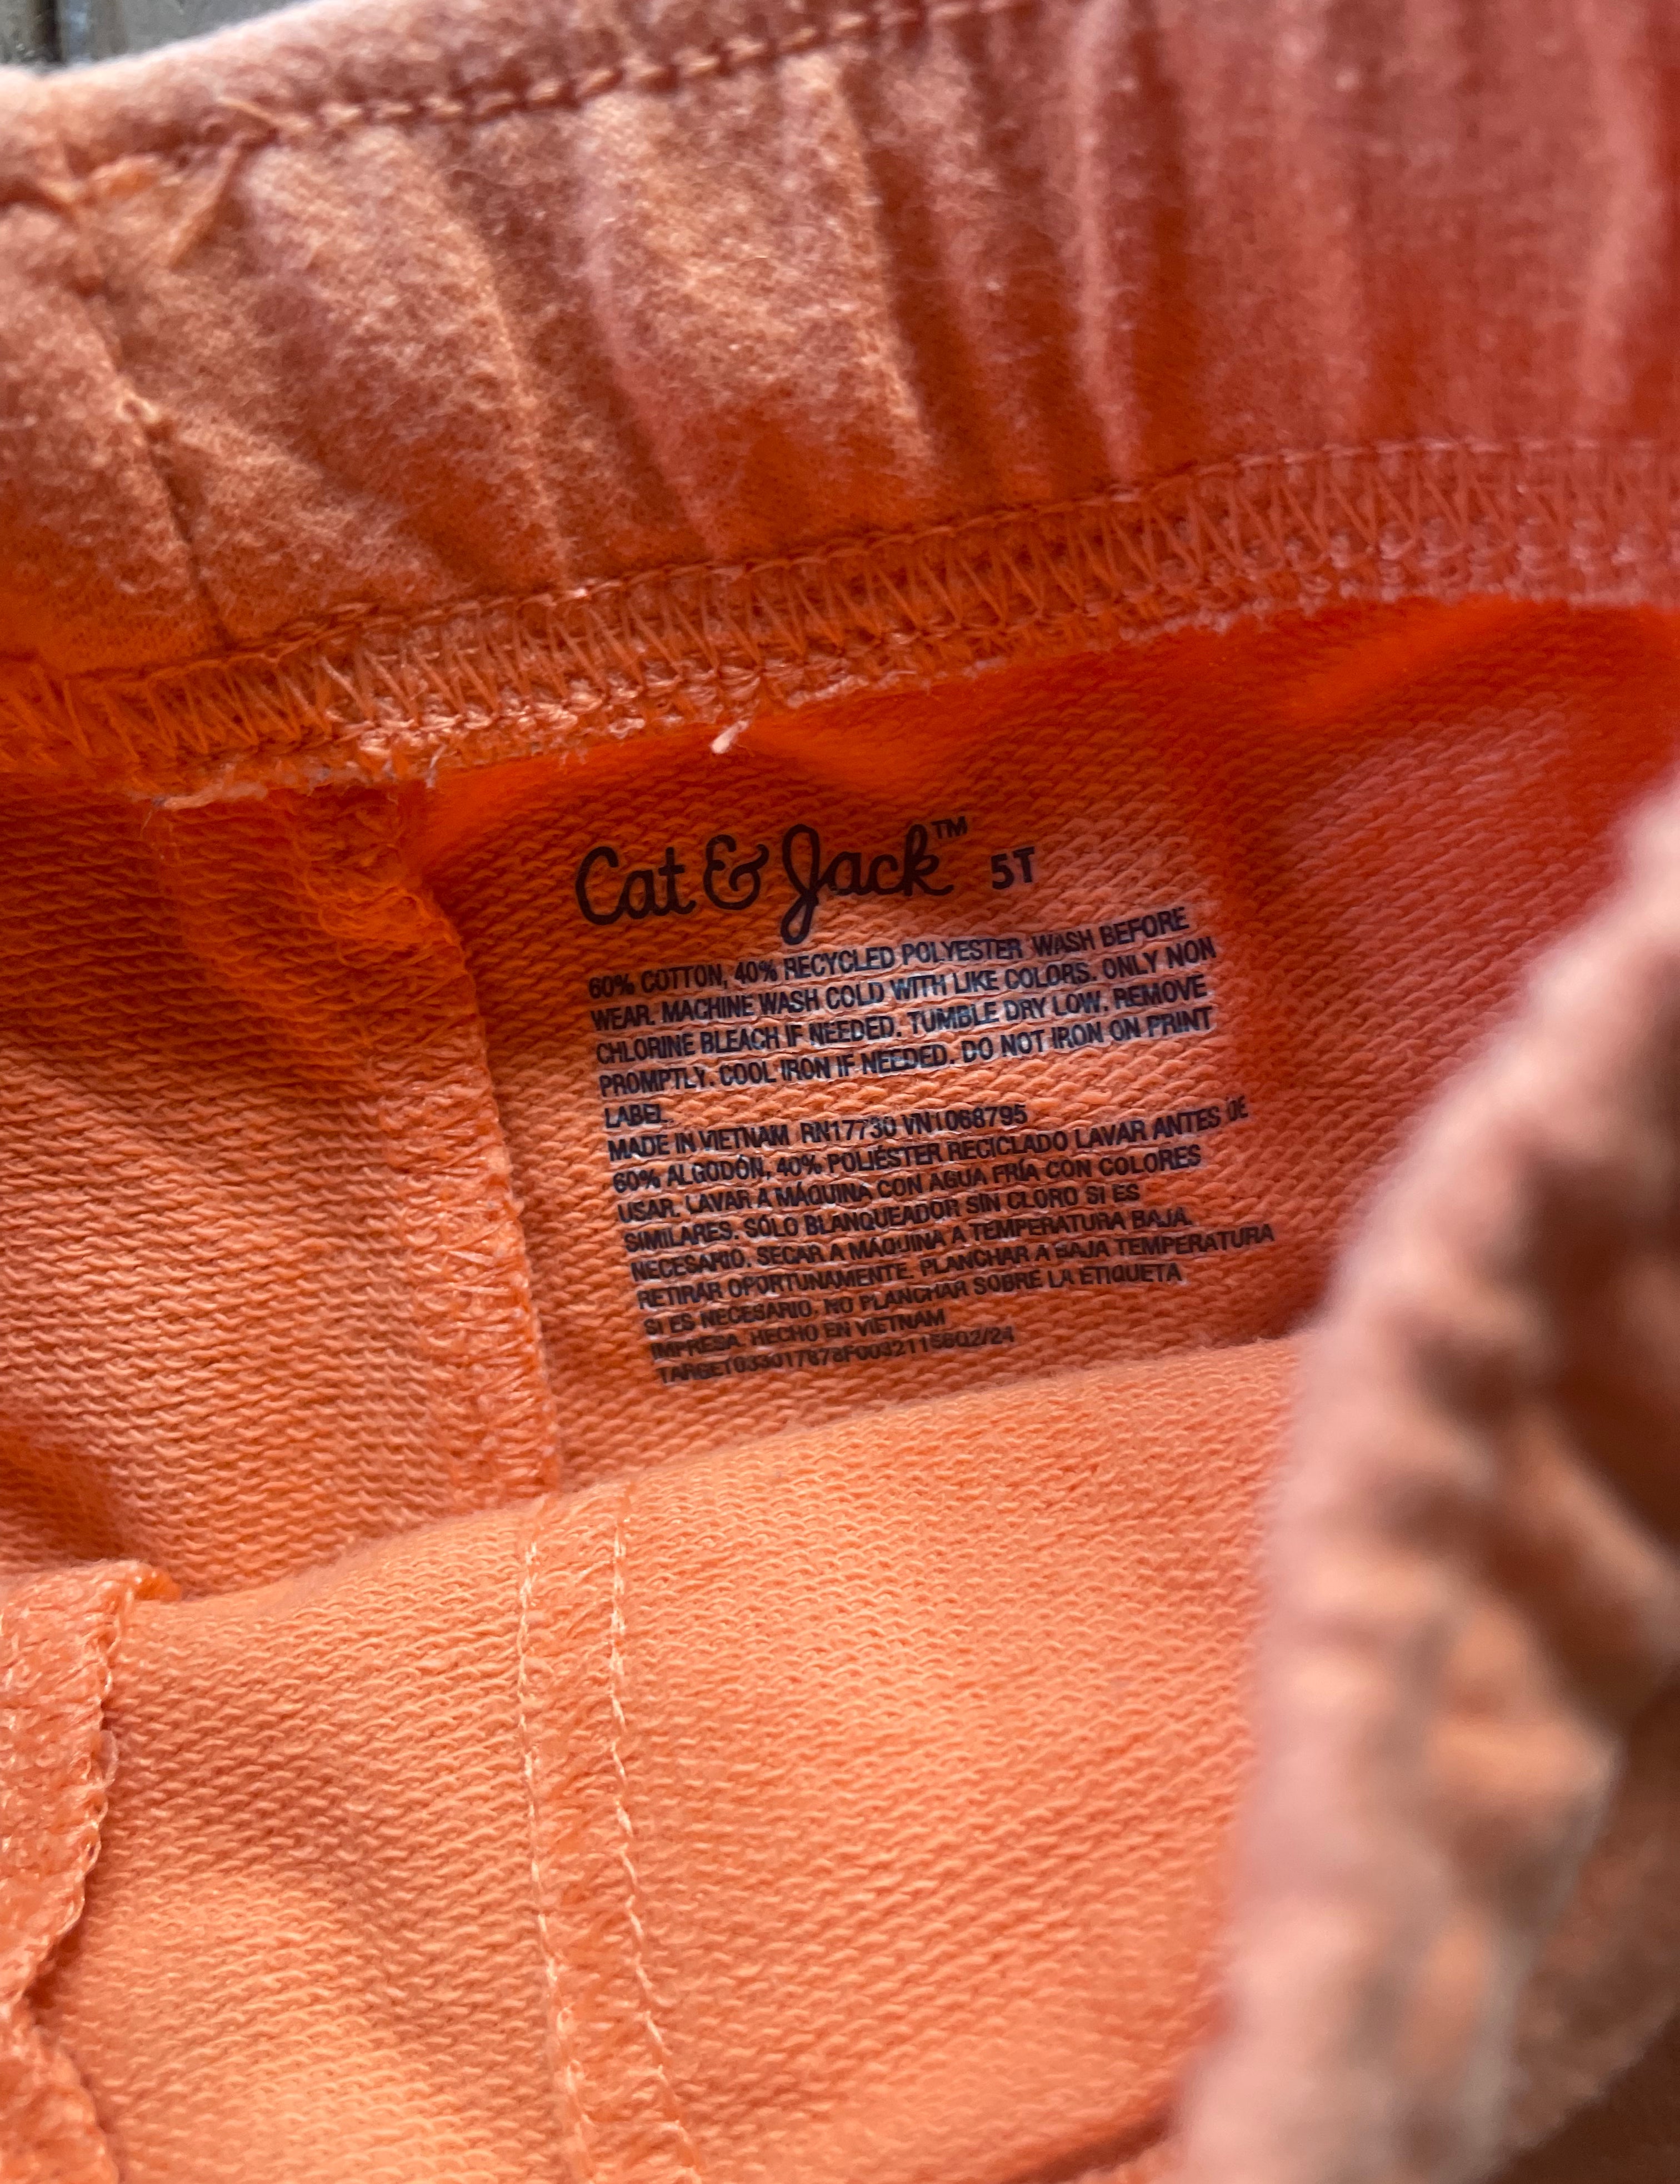 Cat & Jack™ 5T
60% COTTON, 40% RECYCLED POLYESTER WASH BEFORE
WEAR. MACHINE WASH COLD WITH LIKE COLORS. ONLY NON
CHLORINE BLEACH IF NEEDED. TUMBLE DRY LOW, REMOVE
PROMPTLY. COOL IRON IF NEEDED. DO NOT IRON ON PRINT
LABEL.
MADE IN VIETNAM RN17730 VN1068795
60% ALGODÓN, 40% POLIÉSTER RECICLADO LAVAR ANTES DE
USAR. LAVAR A MÁQUINA CON AGUA FRÍA CON COLORES
SIMILARES. SÓLO BLANQUEADOR SIN CLORO SI ES
NECESARIO. SECAR A MÁQUINA A TEMPERATURA BAJA.
RETIRAR OPORTUNAMENTE. PLANCHAR A BAJA TEMPERATURA
SI ES NECESARIO. NO PLANCHAR SOBRE LA ETIQUETA
IMPRESA. HECHO EN VIETNAM